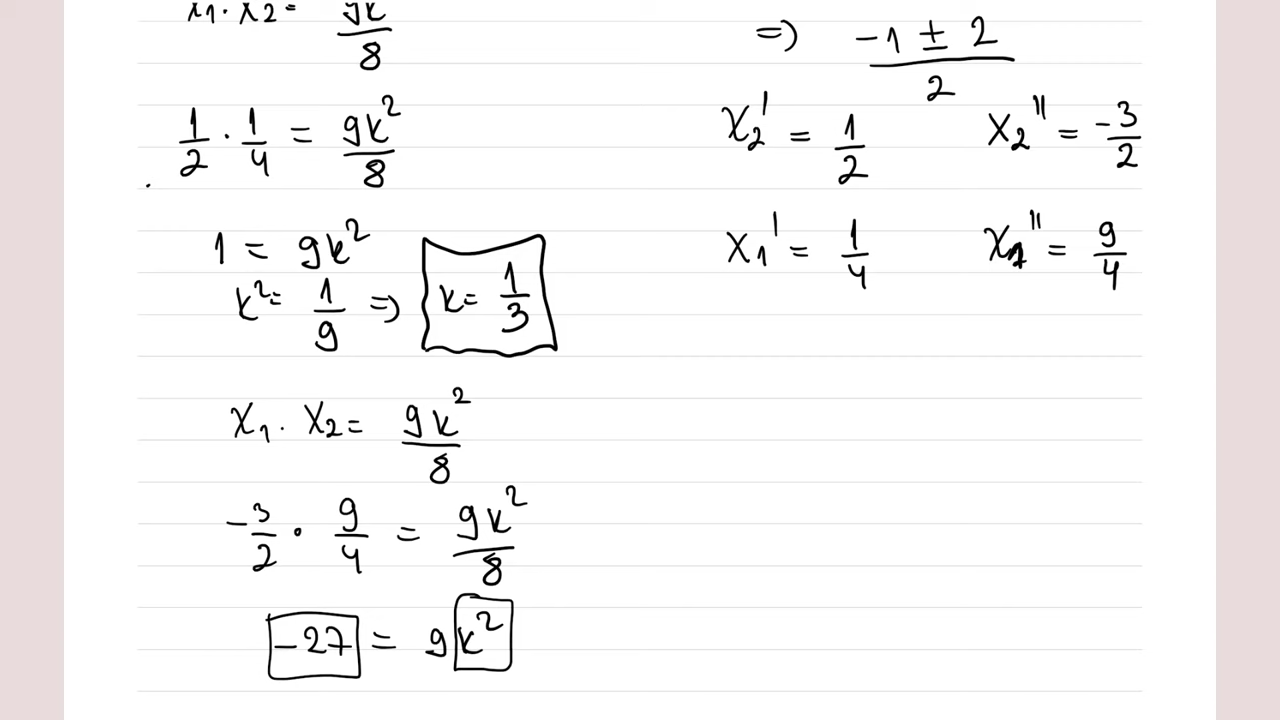 x₁ · x₂ = 9k/8
1/2 · 1/4 = 9k²/8
1 = 9k²
k² = 1/9 => k = 1/3
x₁ · x₂ = 9k²/8
-3/2 · 9/4 = 9k²/8
-27 = 9k²
=> (-1 ± 2)/2
x₂' = 1/2 x₂'' = -3/2
x₁' = 1/4 x₁'' = 9/4